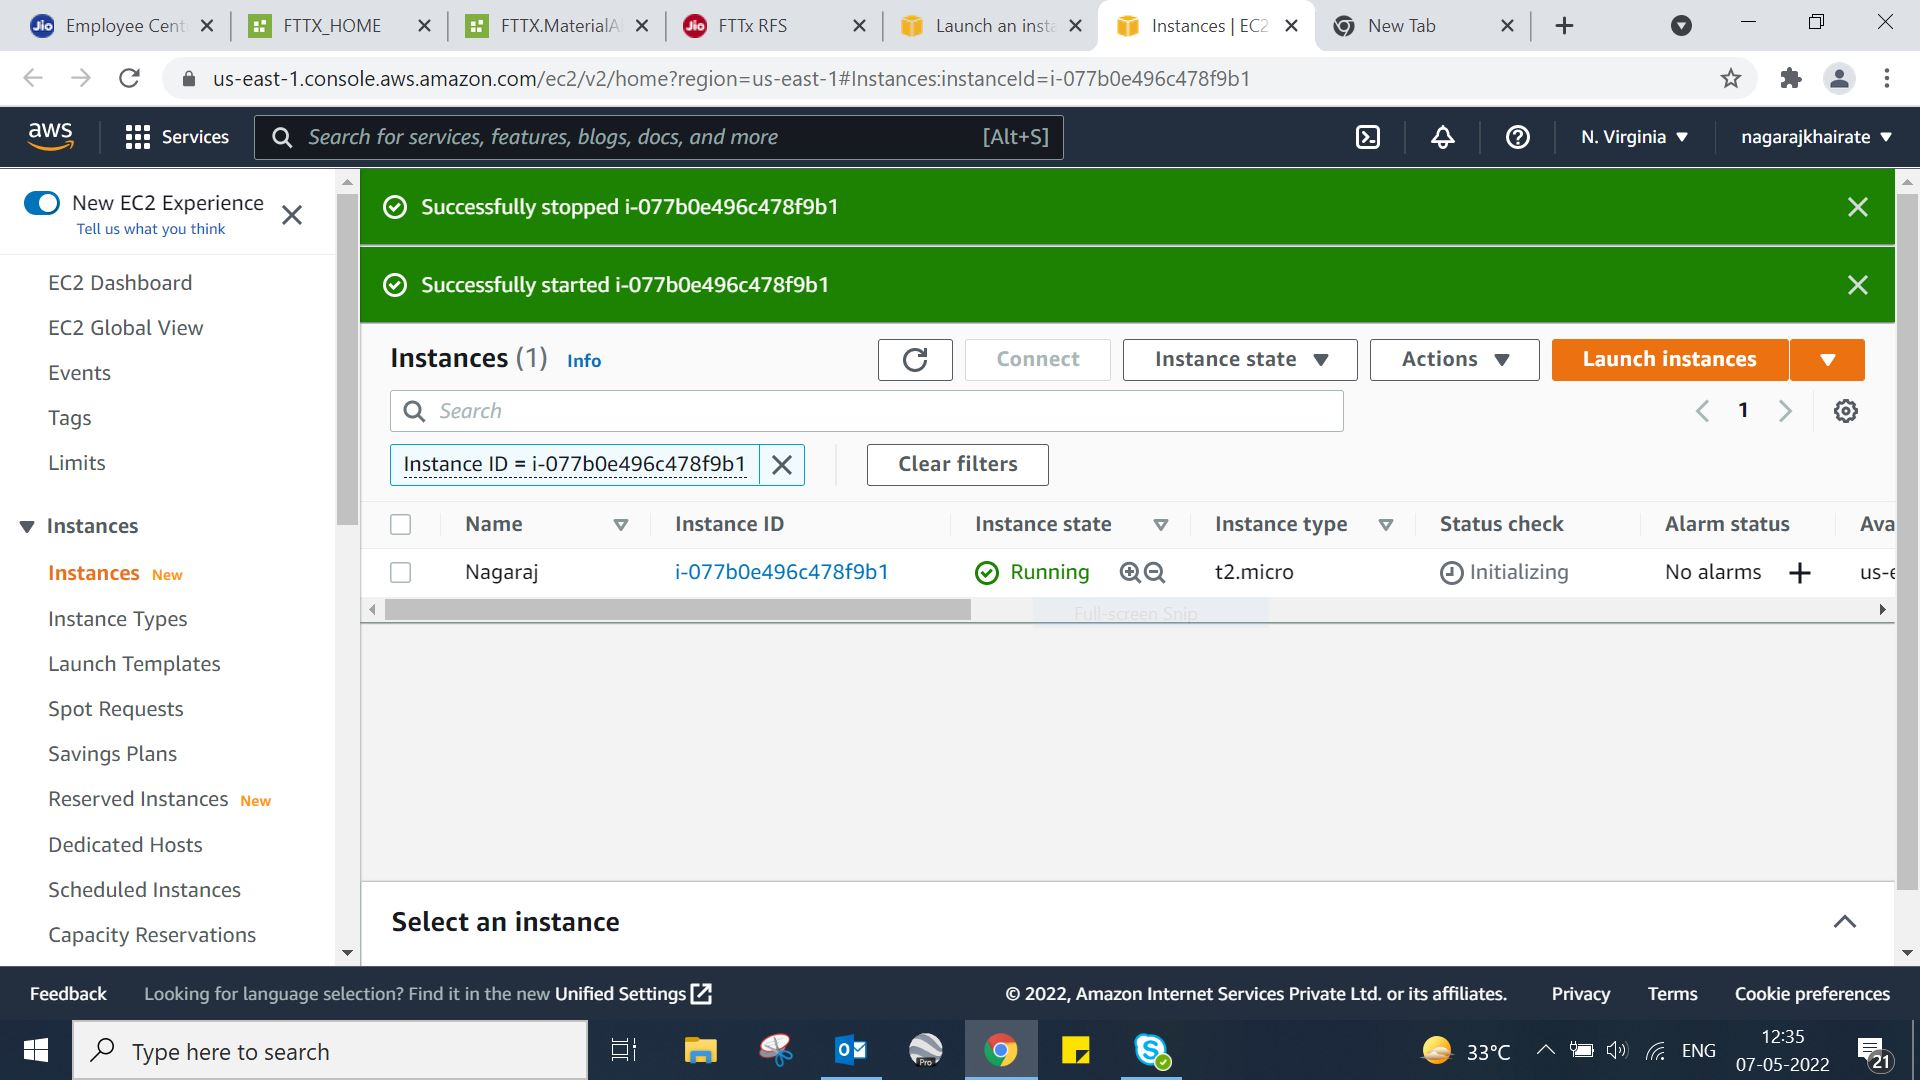 Jio Employee Cent
FTTX_HOME
FTTX.MaterialA
Jio FTTx RFS
Launch an insta
Instances | EC2
New Tab
us-east-1.console.aws.amazon.com/ec2/v2/home?region=us-east-1#Instances:instanceId=i-077b0e496c478f9b1
aws
Services
Search for services, features, blogs, docs, and more [Alt+S]
N. Virginia
nagarajkhairate
New EC2 Experience
Tell us what you think
EC2 Dashboard
EC2 Global View
Events
Tags
Limits
Instances
Instances New
Instance Types
Launch Templates
Spot Requests
Savings Plans
Reserved Instances New
Dedicated Hosts
Scheduled Instances
Capacity Reservations
Successfully stopped i-077b0e496c478f9b1
Successfully started i-077b0e496c478f9b1
Instances (1) Info
Connect
Instance state
Actions
Launch instances
Search
1
Instance ID = i-077b0e496c478f9b1
Clear filters
Name Instance ID Instance state Instance type Status check Alarm status Ava
Nagaraj i-077b0e496c478f9b1 Running t2.micro Initializing No alarms us-e
Full-screen Snip
Select an instance
Feedback
Looking for language selection? Find it in the new Unified Settings
© 2022, Amazon Internet Services Private Ltd. or its affiliates.
Privacy
Terms
Cookie preferences
Type here to search
Pro
33°C
ENG
12:35
07-05-2022
21